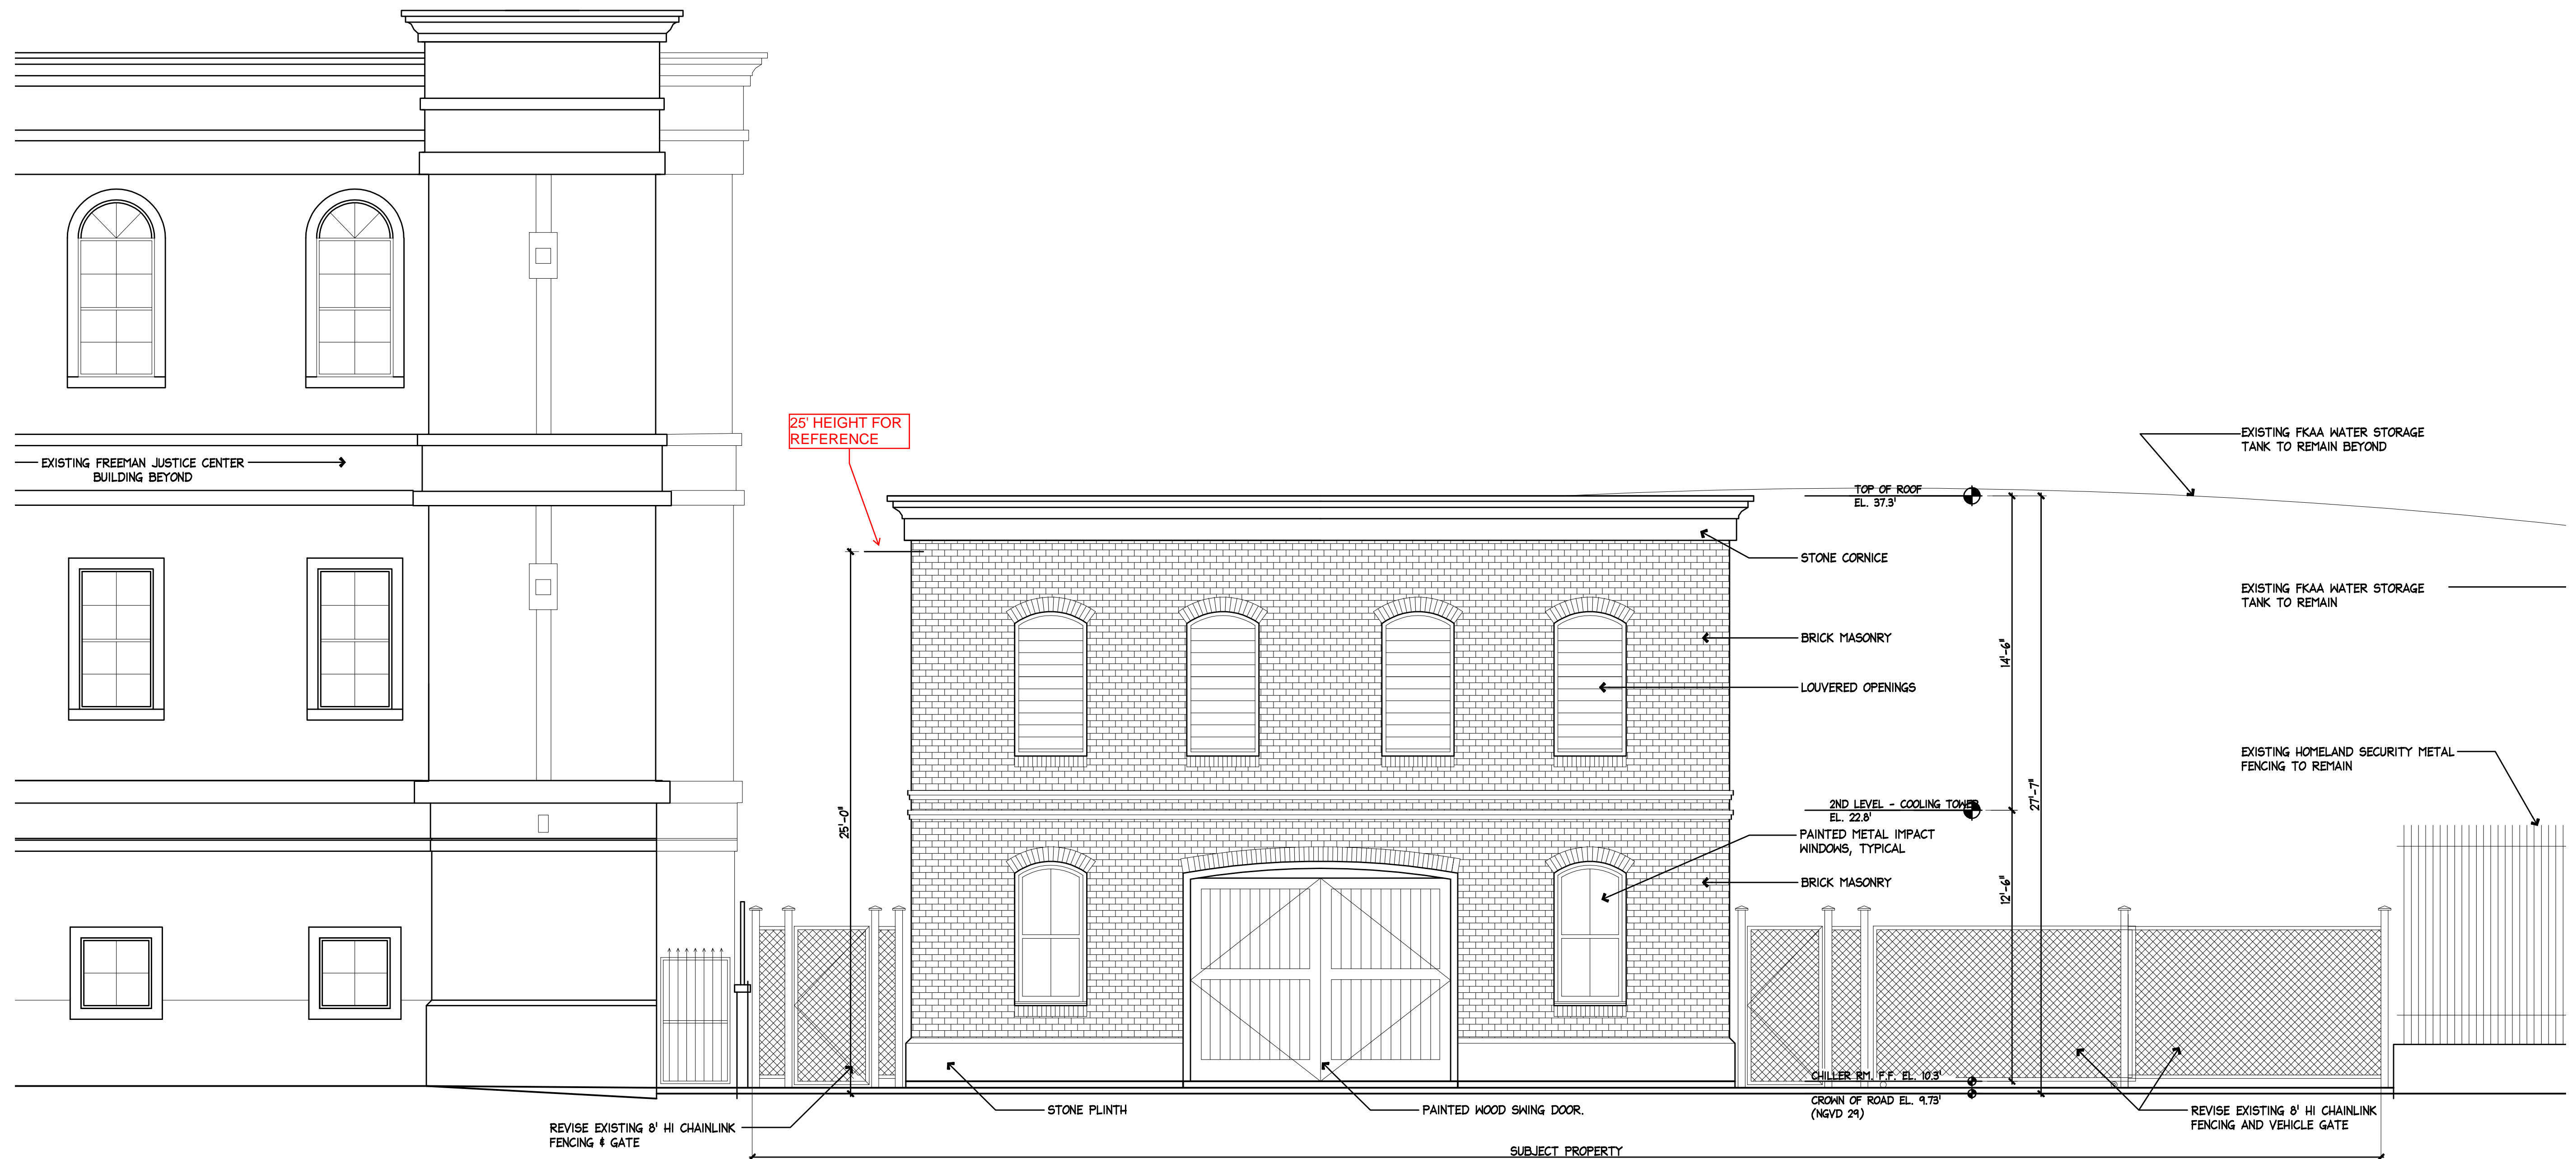 25' HEIGHT FOR
REFERENCE
EXISTING FREEMAN JUSTICE CENTER
BUILDING BEYOND
EXISTING FKAA WATER STORAGE
TANK TO REMAIN BEYOND
TOP OF ROOF
EL. 37.3'
STONE CORNICE
EXISTING FKAA WATER STORAGE
TANK TO REMAIN
BRICK MASONRY
14'-6"
LOUVERED OPENINGS
EXISTING HOMELAND SECURITY METAL
FENCING TO REMAIN
27'-7"
25'-0"
2ND LEVEL - COOLING TOWER
EL. 22.8'
PAINTED METAL IMPACT
WINDOWS, TYPICAL
BRICK MASONRY
12'-6"
CHILLER RM. F.F. EL. 10.3'
CROWN OF ROAD EL. 9.73'
(NGVD 29)
STONE PLINTH
PAINTED WOOD SWING DOOR.
REVISE EXISTING 8' HI CHAINLINK
FENCING AND VEHICLE GATE
REVISE EXISTING 8' HI CHAINLINK
FENCING & GATE
SUBJECT PROPERTY